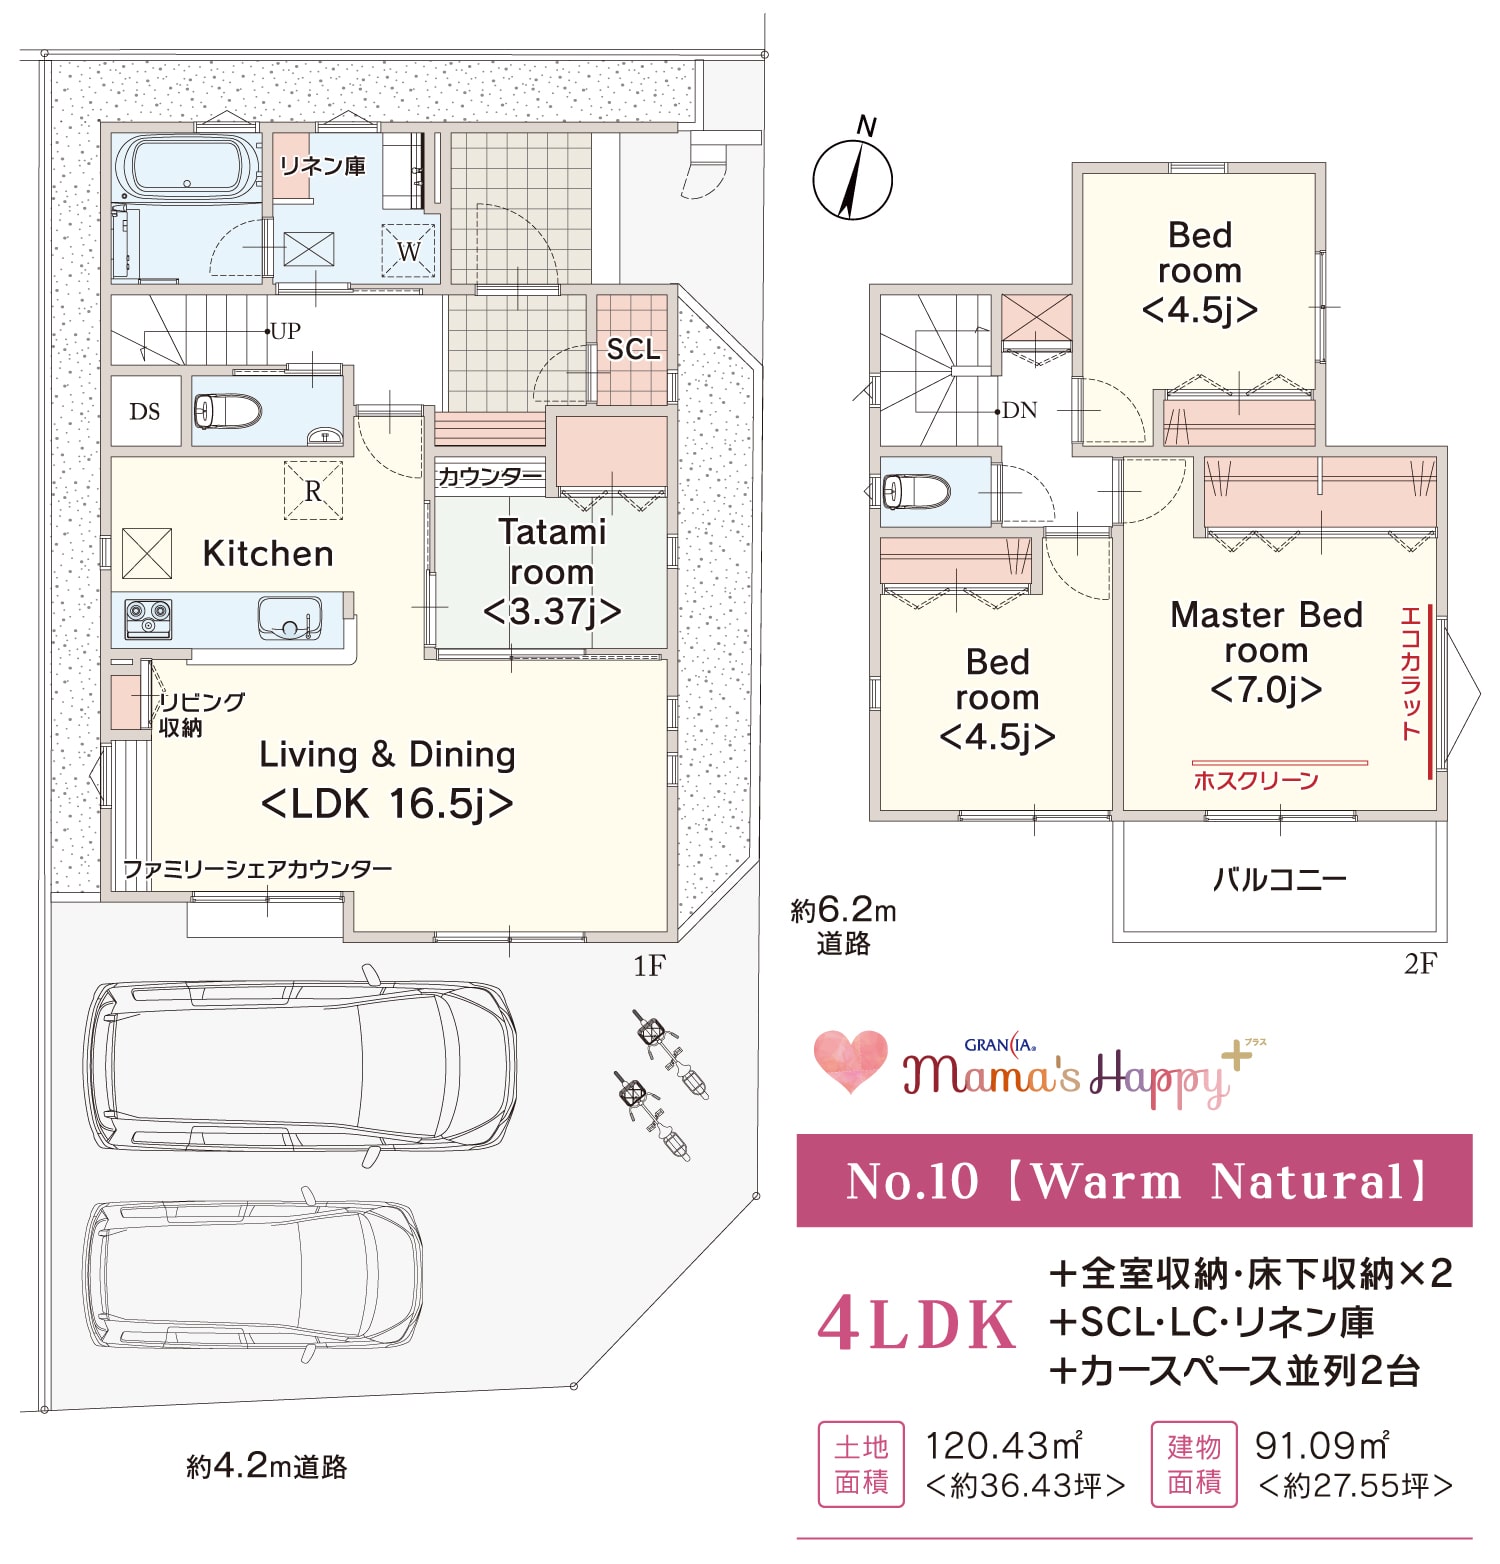 リネン庫
W
UP
SCL
DS
R
カウンター
Kitchen
Tatami
room
<3.37j>
リビング
収納
Living & Dining
<LDK 16.5j>
ファミリーシェアカウンター
1F
約4.2m道路
N
Bed
room
<4.5j>
DN
Master Bed
room
<7.0j>
エコカラット
ホスクリーン
Bed
room
<4.5j>
バルコニー
約6.2m
道路
2F
GRANCIA
プラス
Mama's Happy+
No.10【Warm Natural】
4LDK
+全室収納・床下収納×2
+SCL・LC・リネン庫
+カースペース並列2台
土地
面積
120.43㎡
<約36.43坪>
建物
面積
91.09㎡
<約27.55坪>